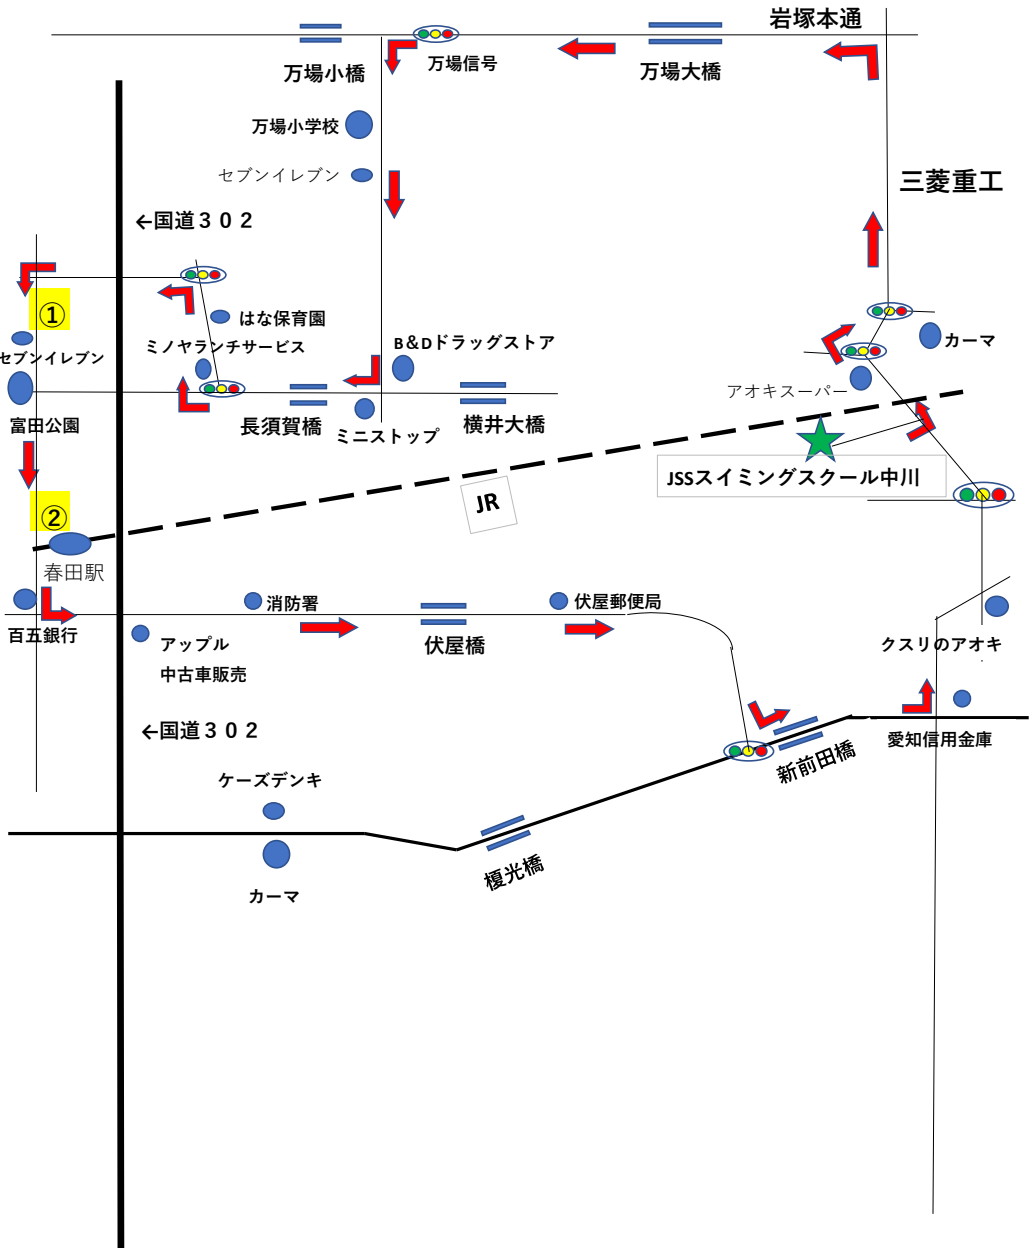 岩塚本通
万場小橋
万場信号
万場大橋
万場小学校
セブンイレブン
三菱重工
←国道３０２
①
はな保育園
ミノヤランチサービス
B&Dドラッグストア
カーマ
セブンイレブン
アオキスーパー
富田公園
長須賀橋
ミニストップ
横井大橋
JSSスイミングスクール中川
JR
②
春田駅
消防署
伏屋郵便局
百五銀行
アップル
中古車販売
伏屋橋
クスリのアオキ
←国道３０２
愛知信用金庫
新前田橋
ケーズデンキ
榎光橋
カーマ